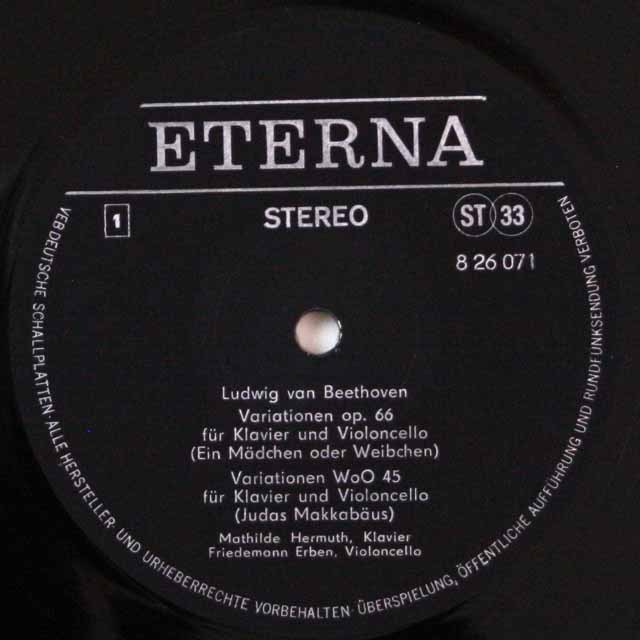 ETERNA
1
STEREO
ST 33
8 26 071
Ludwig van Beethoven
Variationen op. 66
für Klavier und Violoncello
(Ein Mädchen oder Weibchen)
Variationen WoO 45
für Klavier und Violoncello
(Judas Makkabäus)
Mathilde Hermuth, Klavier
Friedemann Erben, Violoncello
VEB DEUTSCHE SCHALLPLATTEN ALLE HERSTELLER- UND URHEBERRECHTE VORBEHALTEN · ÜBERSPIELUNG, ÖFFENTLICHE AUFFÜHRUNG UND RUNDFUNKSENDUNG VERBOTEN